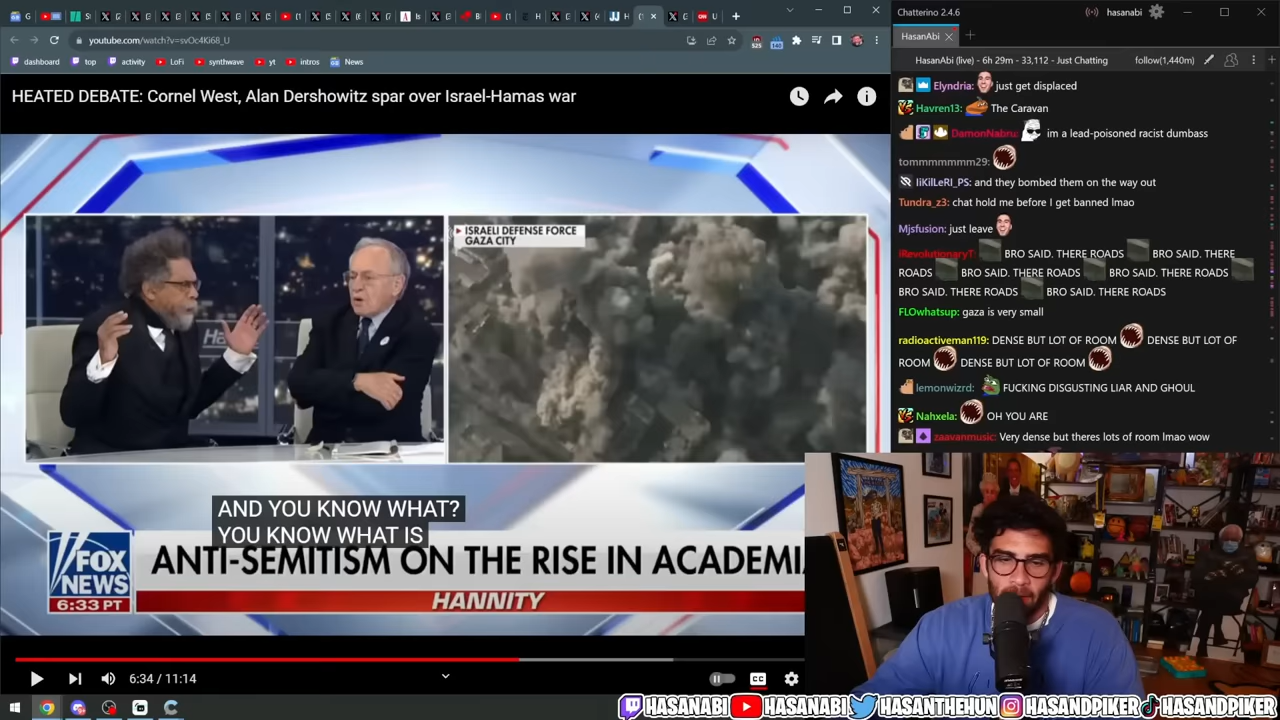 youtube.com/watch?v=svOc4Ki68_U
525
140
dashboard
top
activity
LoFi
synthwave
yt
intros
News
HEATED DEBATE: Cornel West, Alan Dershowitz spar over Israel-Hamas war
ISRAELI DEFENSE FORCE
GAZA CITY
AND YOU KNOW WHAT?
YOU KNOW WHAT IS
FOX
NEWS
6:33 PT
ANTI-SEMITISM ON THE RISE IN ACADEMI
HANNITY
6:34 / 11:14
CC
Chatterino 2.4.6
hasanabi
HasanAbi
HasanAbi (live) - 6h 29m - 33,112 - Just Chatting
follow(1,440m)
Elyndria: just get displaced
Havren13: The Caravan
DamonNabru: im a lead-poisoned racist dumbass
tommmmmmm29:
liKilLeRl_PS: and they bombed them on the way out
Tundra_z3: chat hold me before I get banned lmao
Mjsfusion: just leave
iRevolutionaryT: BRO SAID. THERE ROADS BRO SAID. THERE
ROADS BRO SAID. THERE ROADS BRO SAID. THERE ROADS
BRO SAID. THERE ROADS BRO SAID. THERE ROADS
FLOwhatsup: gaza is very small
radioactiveman119: DENSE BUT LOT OF ROOM DENSE BUT LOT OF
ROOM DENSE BUT LOT OF ROOM
lemonwizrd: FUCKING DISGUSTING LIAR AND GHOUL
Nahxela: OH YOU ARE
zaavanmusic: Very dense but theres lots of room lmao wow
HASANABI HASANABI HASANTHEHUN HASANDPIKER HASANDPIKER